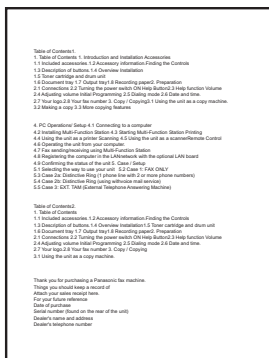 Table of Contents1.
1. Table of Contents 1. Introduction and Installation Accessories
1.1 Included accessories 1.2Accessory information.Finding the Controls
1.3 Description of buttons 1.4 Overview Installation
1.5 Toner cartridge and drum unit
1.6 Document tray 1.7 Output tray1.8 Recording paper2. Preparation
2.1 Connections 2.2 Turning the power switch ON Help Button2.3 Help function Volume
2.4 Adjusting volume Initial Programming 2.5 Dialing mode 2.6 Date and time.
2.7 Your logo.2.8 Your fax number 3. Copy / Copying3.1 Using the unit as a copy machine.
3.2 Making a copy 3.3 More copying features
4. PC Operations/ Setup 4.1 Connecting to a computer
4.2 Installing Multi-Function Station 4.3 Starting Multi-Function Station Printing
4.4 Using the unit as a printer Scanning 4.5 Using the unit as a scannerRemote Control
4.6 Operating the unit from your computer.
4.7 Fax sending/receiving using Multi-Function Station
4.8 Registering the computer in the LANnetwork with the optional LAN board
4.9 Confirming the status of the unit 5. Case / Setup
5.1 Selecting the way to use your unit 5.2 Case 1: FAX ONLY
5.3 Case 2a: Distinctive Ring (1 phone line with 2 or more phone numbers)
5.4 Case 2b: Distinctive Ring (using withvoice mail service)
5.5 Case 3: EXT. TAM (External Telephone Answering Machine)
Table of Contents2.
1. Table of Contents
1.1 Included accessories 1.2Accessory information.Finding the Controls
1.3 Description of buttons 1.4 Overview Installation1.5 Toner cartridge and drum unit
1.6 Document tray 1.7 Output tray1.8 Recording paper2. Preparation
2.1 Connections 2.2 Turning the power switch ON Help Button2.3 Help function Volume
2.4 Adjusting volume Initial Programming 2.5 Dialing mode 2.6 Date and time.
2.7 Your logo.2.8 Your fax number 3. Copy / Copying
3.1 Using the unit as a copy machine.
Thank you for purchasing a Panasonic fax machine.
Things you should keep a record of
Attach your sales receipt here.
For your future reference
Date of purchase
Serial number (found on the rear of the unit)
Dealer's name and address
Dealer's telephone number